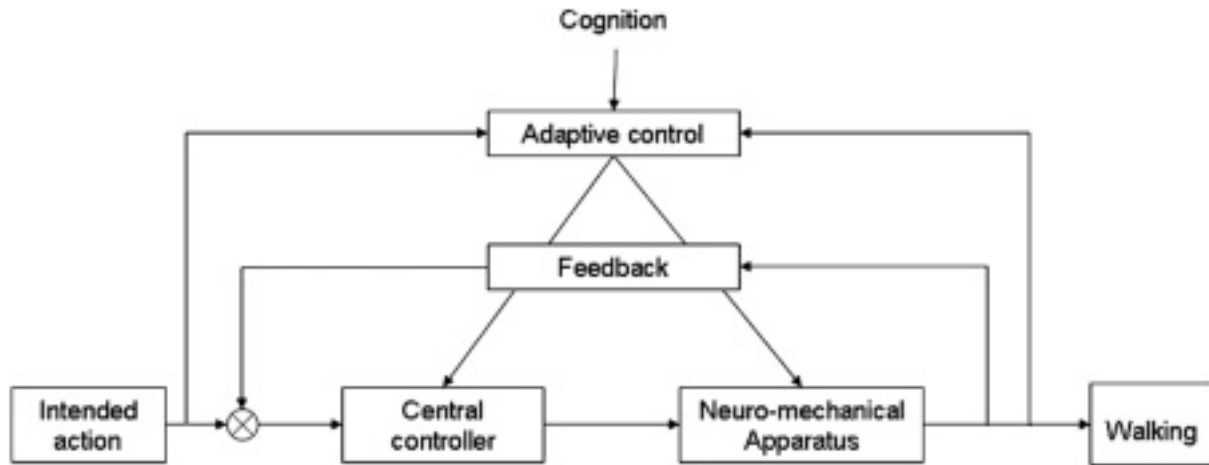 Cognition
Adaptive control
Feedback
Intended
action
Central
controller
Neuro-mechanical
Apparatus
Walking